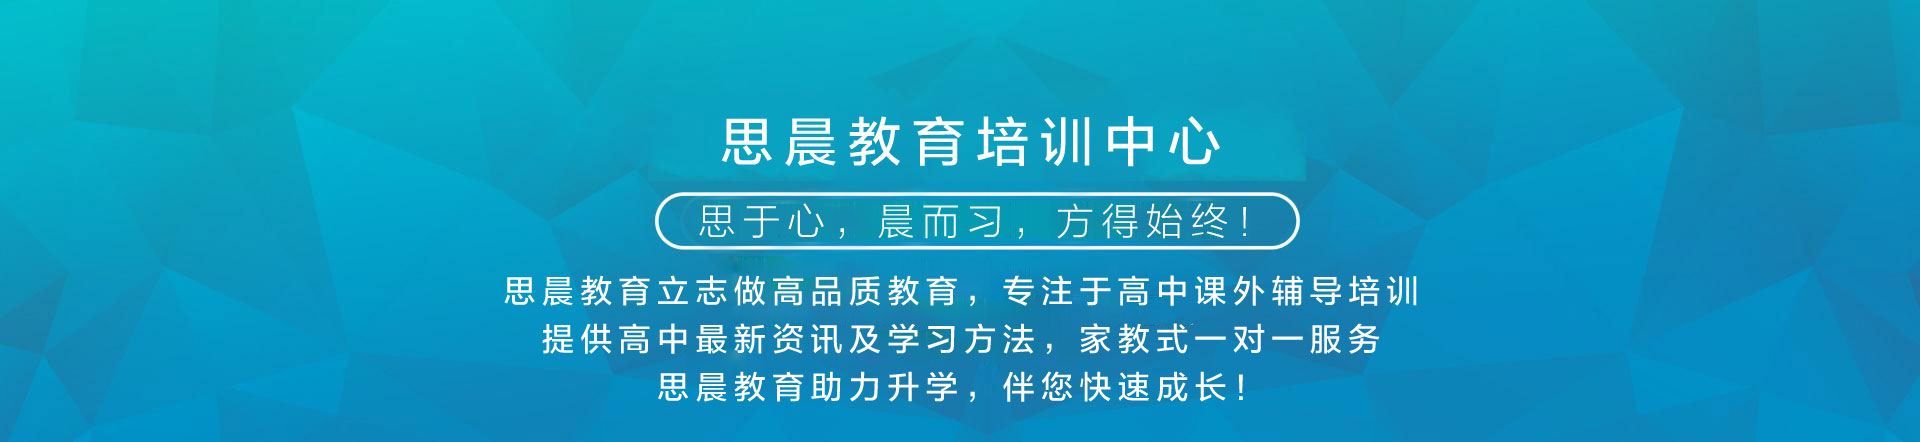 思晨教育培训中心
思于心，晨而习，方得始终！
思晨教育立志做高品质教育，专注于高中课外辅导培训
提供高中最新资讯及学习方法，家教式一对一服务
思晨教育助力升学，伴您快速成长！